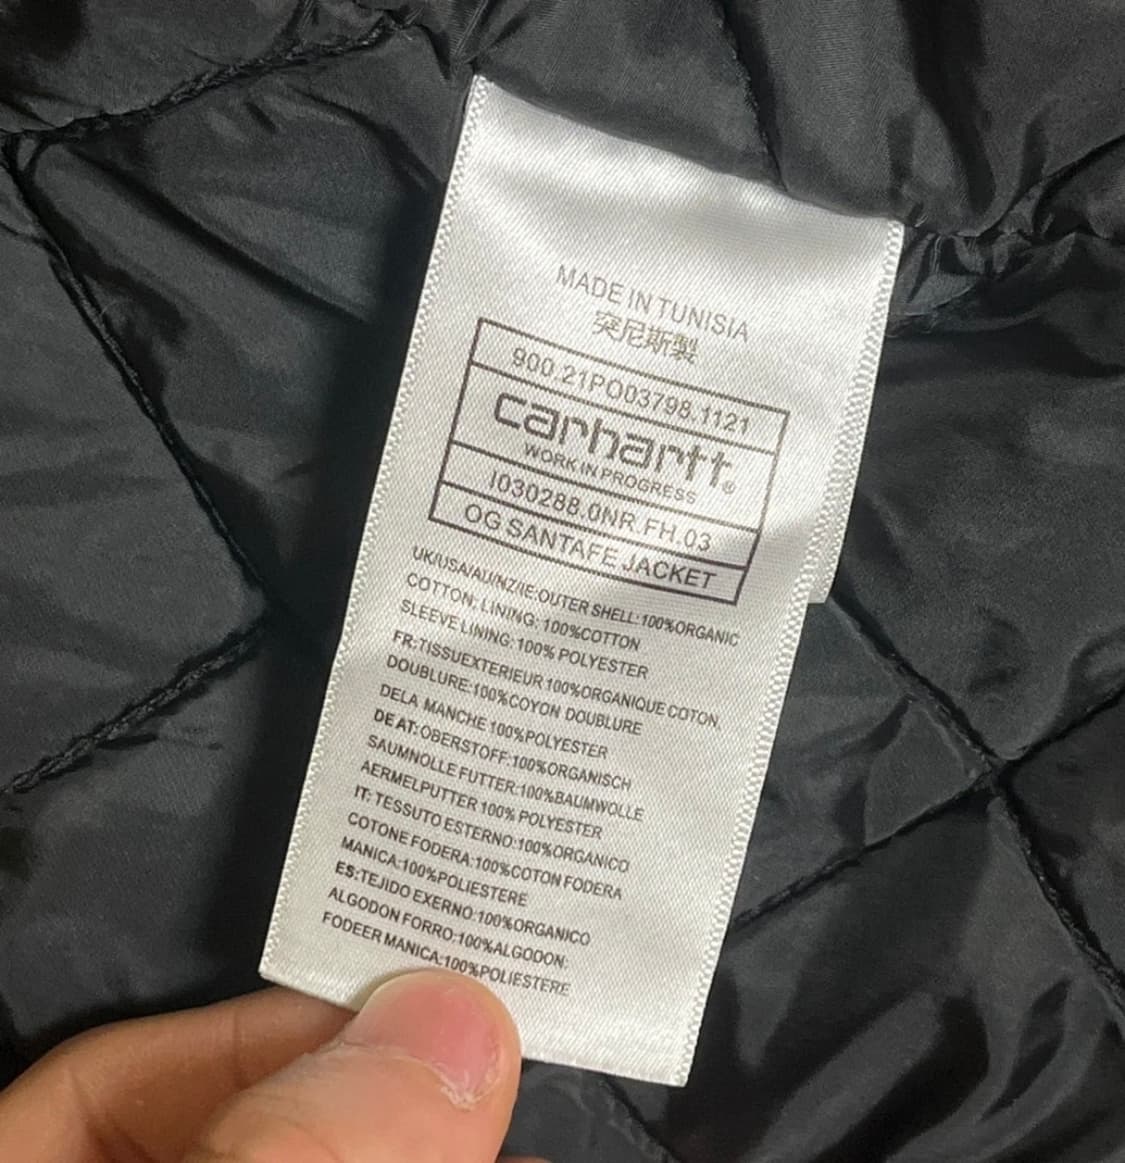 MADE IN TUNISIA
突尼斯製
900.21PO03798.1121
carhartt®
WORK IN PROGRESS
I030288.0NR.FH.03
OG SANTAFE JACKET
UK/USA/AU/NZ/IE:OUTER SHELL:100%ORGANIC
COTTON; LINING: 100%COTTON
SLEEVE LINING: 100% POLYESTER
FR:TISSUEXTERIEUR 100%ORGANIQUE COTON,
DOUBLURE:100%COYON DOUBLURE
DELA MANCHE 100%POLYESTER
DE AT:OBERSTOFF:100%ORGANISCH
SAUMNOLLE FUTTER:100%BAUMWOLLE
AERMELPUTTER 100% POLYESTER
IT: TESSUTO ESTERNO:100%ORGANICO
COTONE FODERA:100%COTON FODERA
MANICA:100%POLIESTERE
ES:TEJIDO EXERNO:100%ORGANICO
ALGODON FORRO:100%ALGODON:
FODEER MANICA:100%POLIESTERE